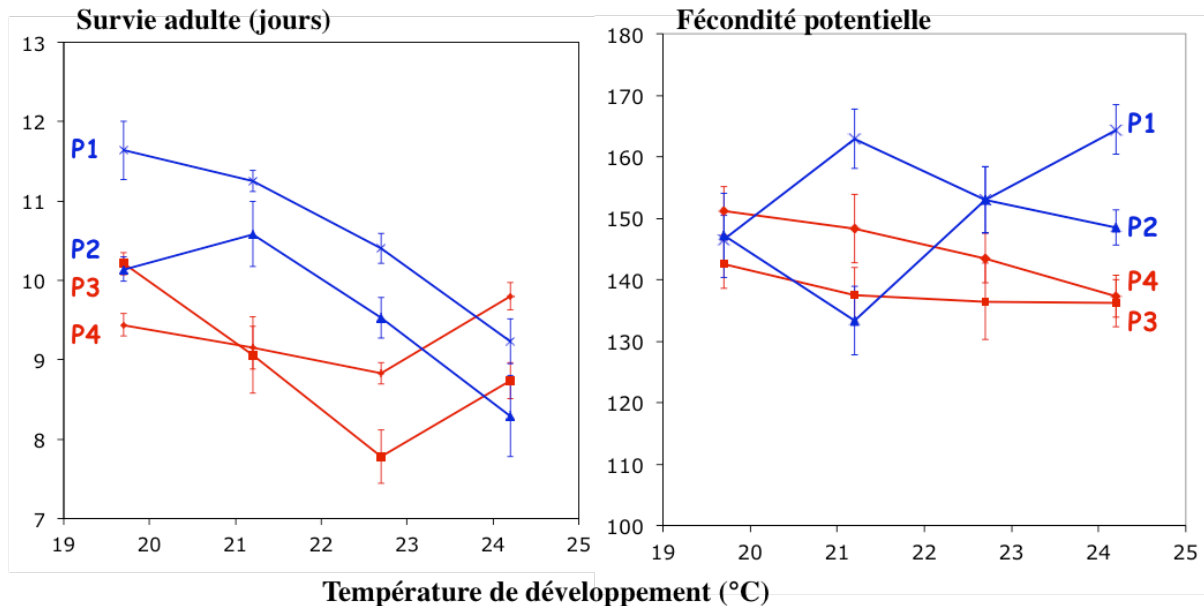 Survie adulte (jours)
13
12
11
10
9
8
7
P1
P2
P3
P4
19 20 21 22 23 24 25
Fécondité potentielle
180
170
160
150
140
130
120
110
100
P1
P2
P4
P3
19 20 21 22 23 24 25
Température de développement (°C)